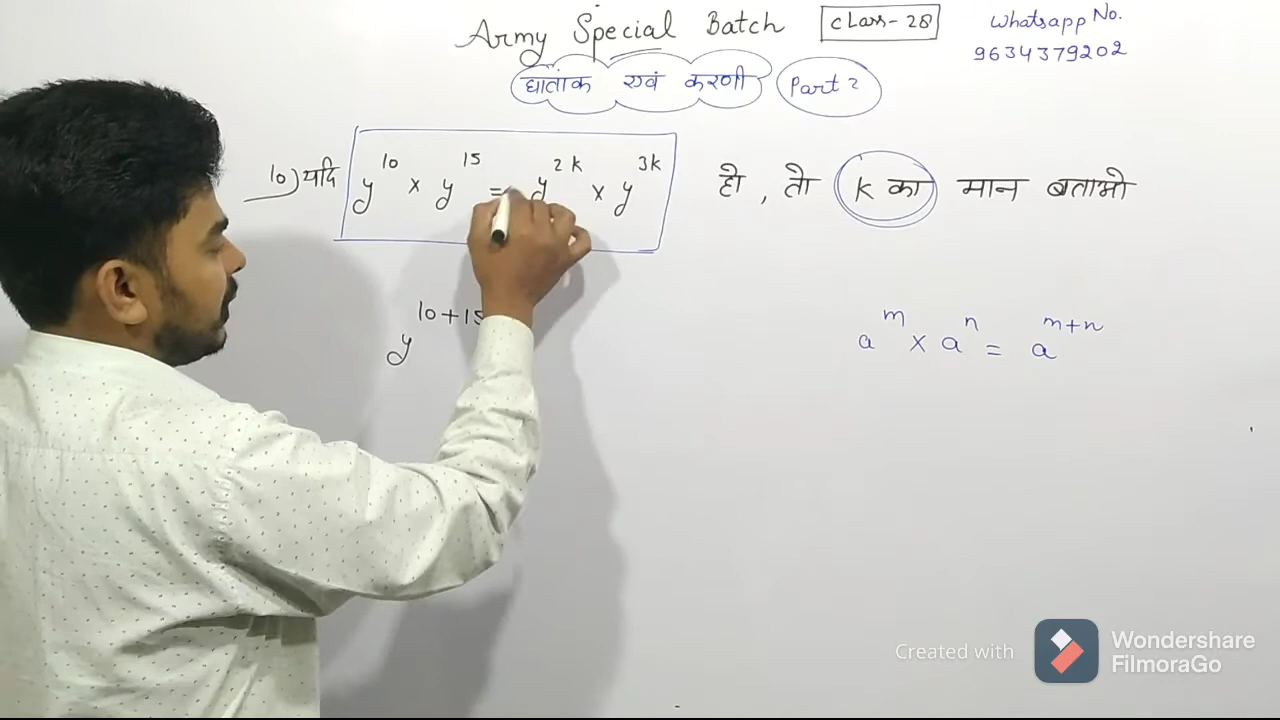 Army Special Batch class-28 Whatsapp No.
9634379202
घातांक एवं करणी Part 2
10) यदि y^10 × y^15 = y^2k × y^3k हो , तो k का मान बताओ
y^10+15
a^m × a^n = a^m+n
Created with Wondershare FilmoraGo